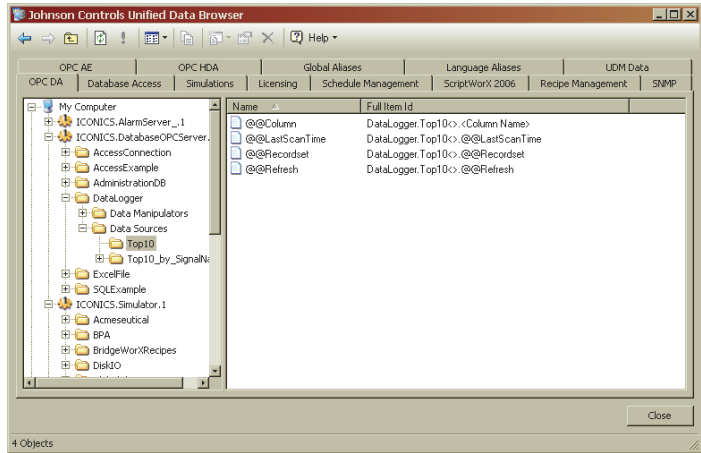 Johnson Controls Unified Data Browser
Help
OPC AE OPC HDA Global Aliases Language Aliases UDM Data
OPC DA Database Access Simulations Licensing Schedule Management ScriptWorX 2006 Recipe Management SNMP
My Computer
ICONICS.AlarmServer_.1
ICONICS.DatabaseOPCServer.
AccessConnection
AccessExample
AdministrationDB
DataLogger
Data Manipulators
Data Sources
Top10
Top10_by_SignalNa
ExcelFile
SQLExample
ICONICS.Simulator.1
Acmeseutical
BPA
BridgeWorXRecipes
DiskIO
Name Full Item Id
@@Column DataLogger.Top10<>.<Column Name>
@@LastScanTime DataLogger.Top10<>.@@LastScanTime
@@Recordset DataLogger.Top10<>.@@Recordset
@@Refresh DataLogger.Top10<>.@@Refresh
Close
4 Objects